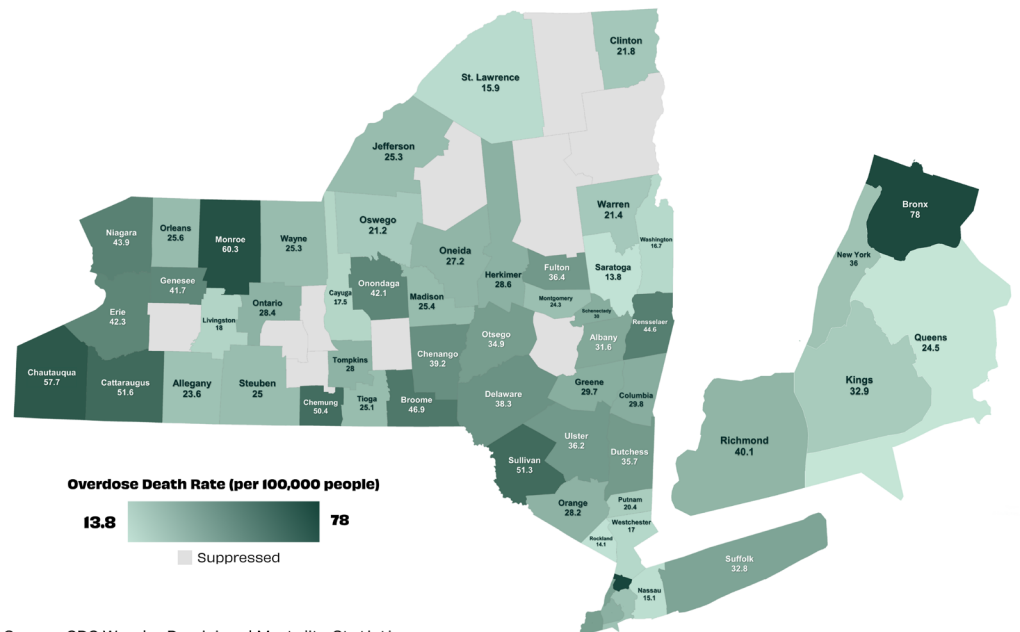 Clinton
21.8
St. Lawrence
15.9
Jefferson
25.3
Bronx
78
Warren
21.4
Oswego
21.2
Orleans
25.6
Niagara
43.9
Monroe
60.3
Wayne
25.3
Washington
18.7
Oneida
27.2
New York
36
Saratoga
13.8
Fulton
36.4
Herkimer
28.6
Genesee
41.7
Onondaga
42.1
Cayuga
17.5
Madison
25.4
Montgomery
24.3
Ontario
28.4
Erie
42.3
Livingston
18
Schenectady
30
Rensselaer
44.6
Otsego
34.9
Albany
31.6
Queens
24.5
Chenango
39.2
Tompkins
28
Chautauqua
57.7
Cattaraugus
51.6
Allegany
23.6
Steuben
25
Kings
32.9
Greene
29.7
Delaware
38.3
Columbia
29.8
Chemung
50.4
Tioga
25.1
Broome
46.9
Ulster
36.2
Richmond
40.1
Dutchess
35.7
Sullivan
51.3
Overdose Death Rate (per 100,000 people)
13.8
78
Suppressed
Orange
28.2
Putnam
20.4
Westchester
17
Rockland
14.1
Suffolk
32.8
Nassau
15.1